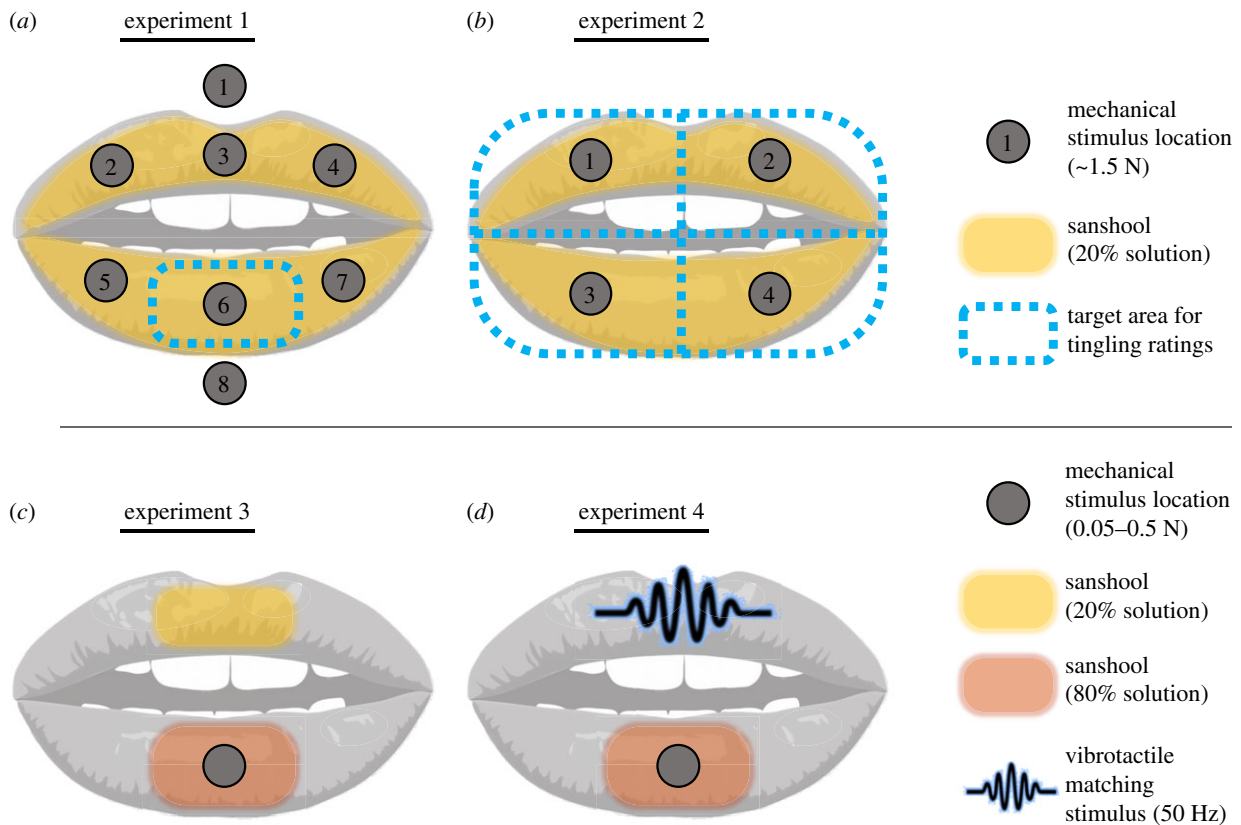 (a)
experiment 1
(b)
experiment 2
1
2
3
4
5
6
7
8
1
2
3
4
1
mechanical
stimulus location
(~1.5 N)
sanshool
(20% solution)
target area for
tingling ratings
(c)
experiment 3
(d)
experiment 4
mechanical
stimulus location
(0.05–0.5 N)
sanshool
(20% solution)
sanshool
(80% solution)
vibrotactile
matching
stimulus (50 Hz)